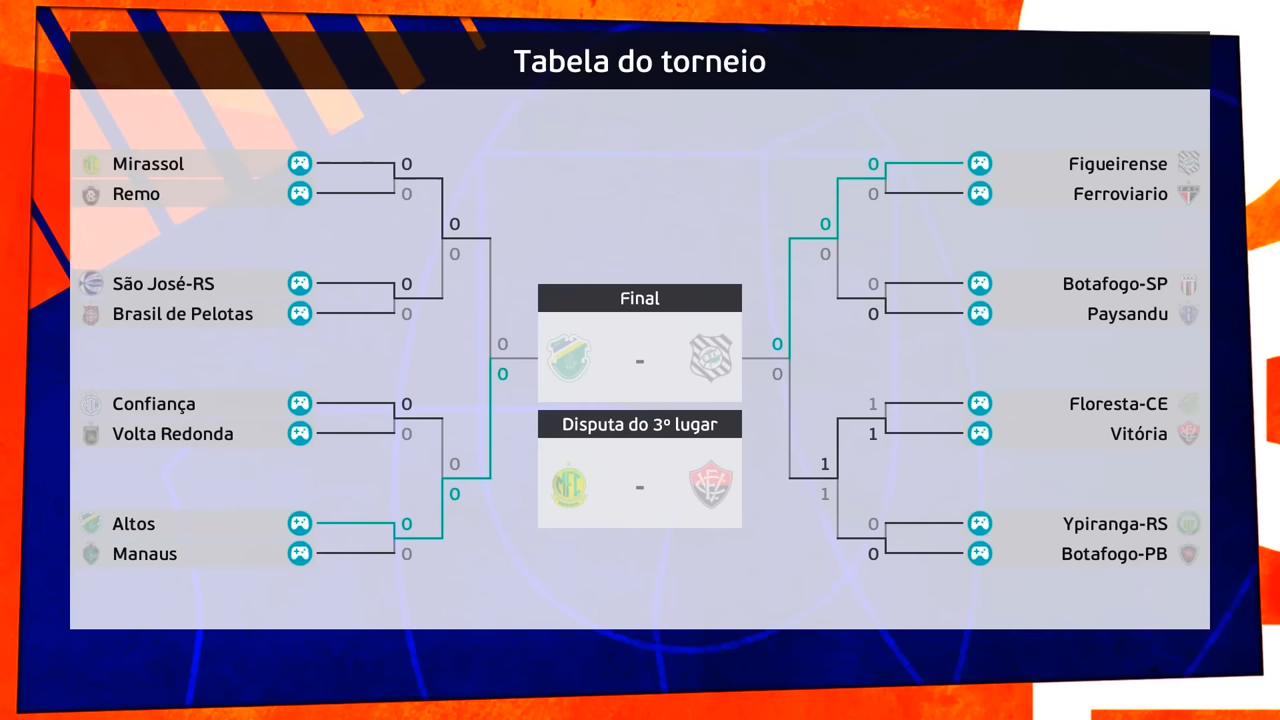 Tabela do torneio
Mirassol 0
Remo 0
0
0
São José-RS 0
Brasil de Pelotas 0
0
0
Confiança 0
Volta Redonda 0
0
0
Altos 0
Manaus 0
Final
-
Disputa do 3º lugar
MFC -
0 Figueirense
0 Ferroviario
0
0
0 Botafogo-SP
0 Paysandu
0
0
1 Floresta-CE
1 Vitória
1
1
0 Ypiranga-RS
0 Botafogo-PB